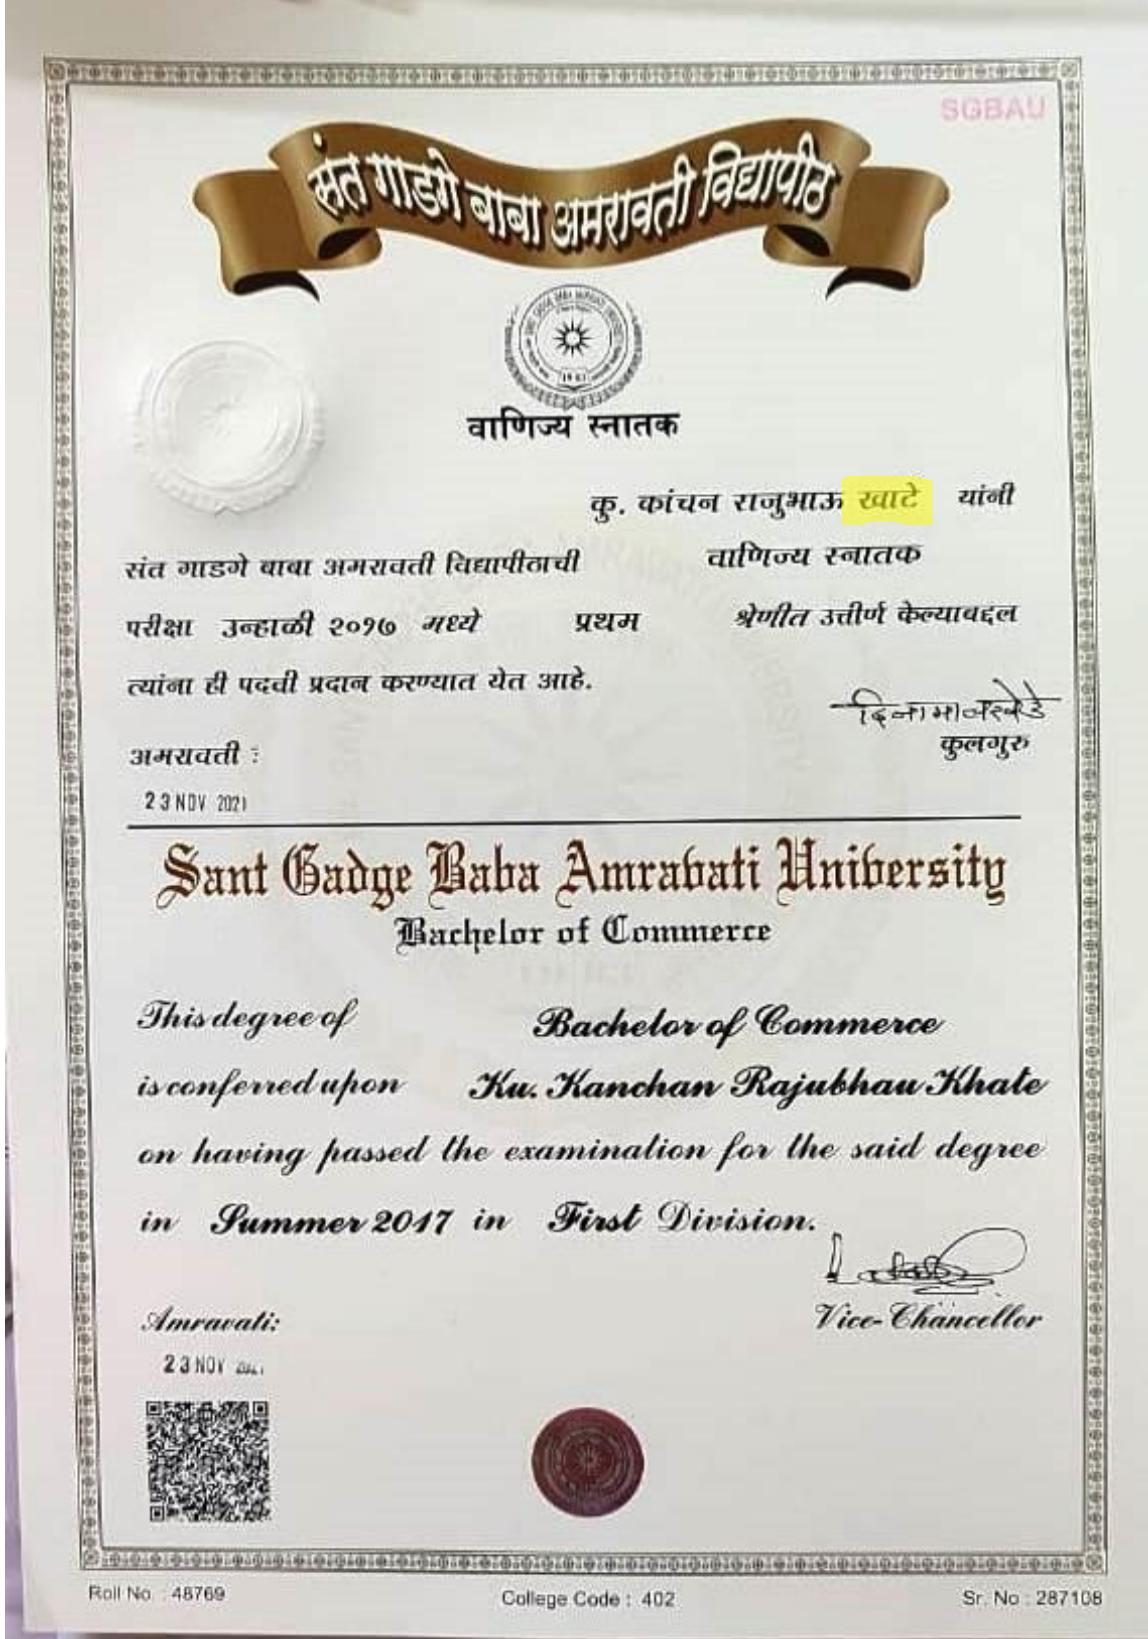 SGBAU
संत गाडगे बाबा अमरावती विद्यापीठ
वाणिज्य स्नातक
कु. कांचन राजुभाऊ खाटे यांनी
संत गाडगे बाबा अमरावती विद्यापीठाची वाणिज्य स्नातक
परीक्षा उन्हाळी २०१७ मध्ये प्रथम श्रेणीत उत्तीर्ण केल्याबद्दल
त्यांना ही पदवी प्रदान करण्यात येत आहे.
कुलगुरु
अमरावती :
23 NOV 2021
Sant Gadge Baba Amravati University
Bachelor of Commerce
This degree of Bachelor of Commerce
is conferred upon Ku. Kanchan Rajubhau Khate
on having passed the examination for the said degree
in Summer 2017 in First Division.
Vice-Chancellor
Amravati:
23 NOV
Roll No. : 48769 College Code : 402 Sr. No : 287108